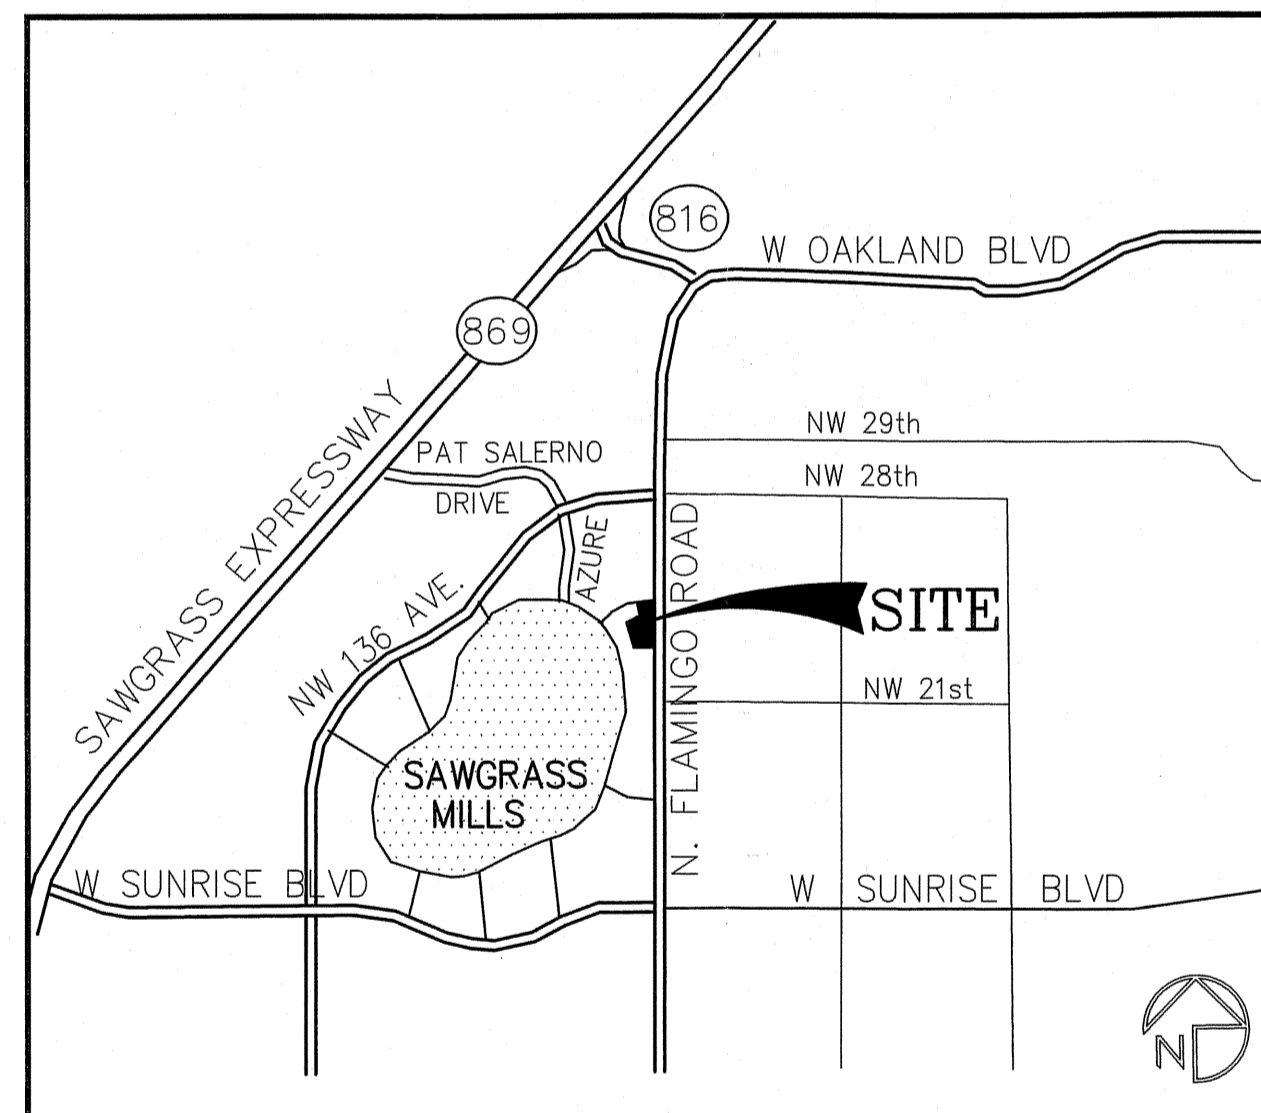 816
W OAKLAND BLVD
869
SAWGRASS EXPRESSWAY
NW 29th
PAT SALERNO
DRIVE
NW 28th
AZURE
NW 136 AVE.
N. FLAMINGO ROAD
SITE
NW 21st
SAWGRASS
MILLS
W SUNRISE BLVD
W SUNRISE BLVD
N